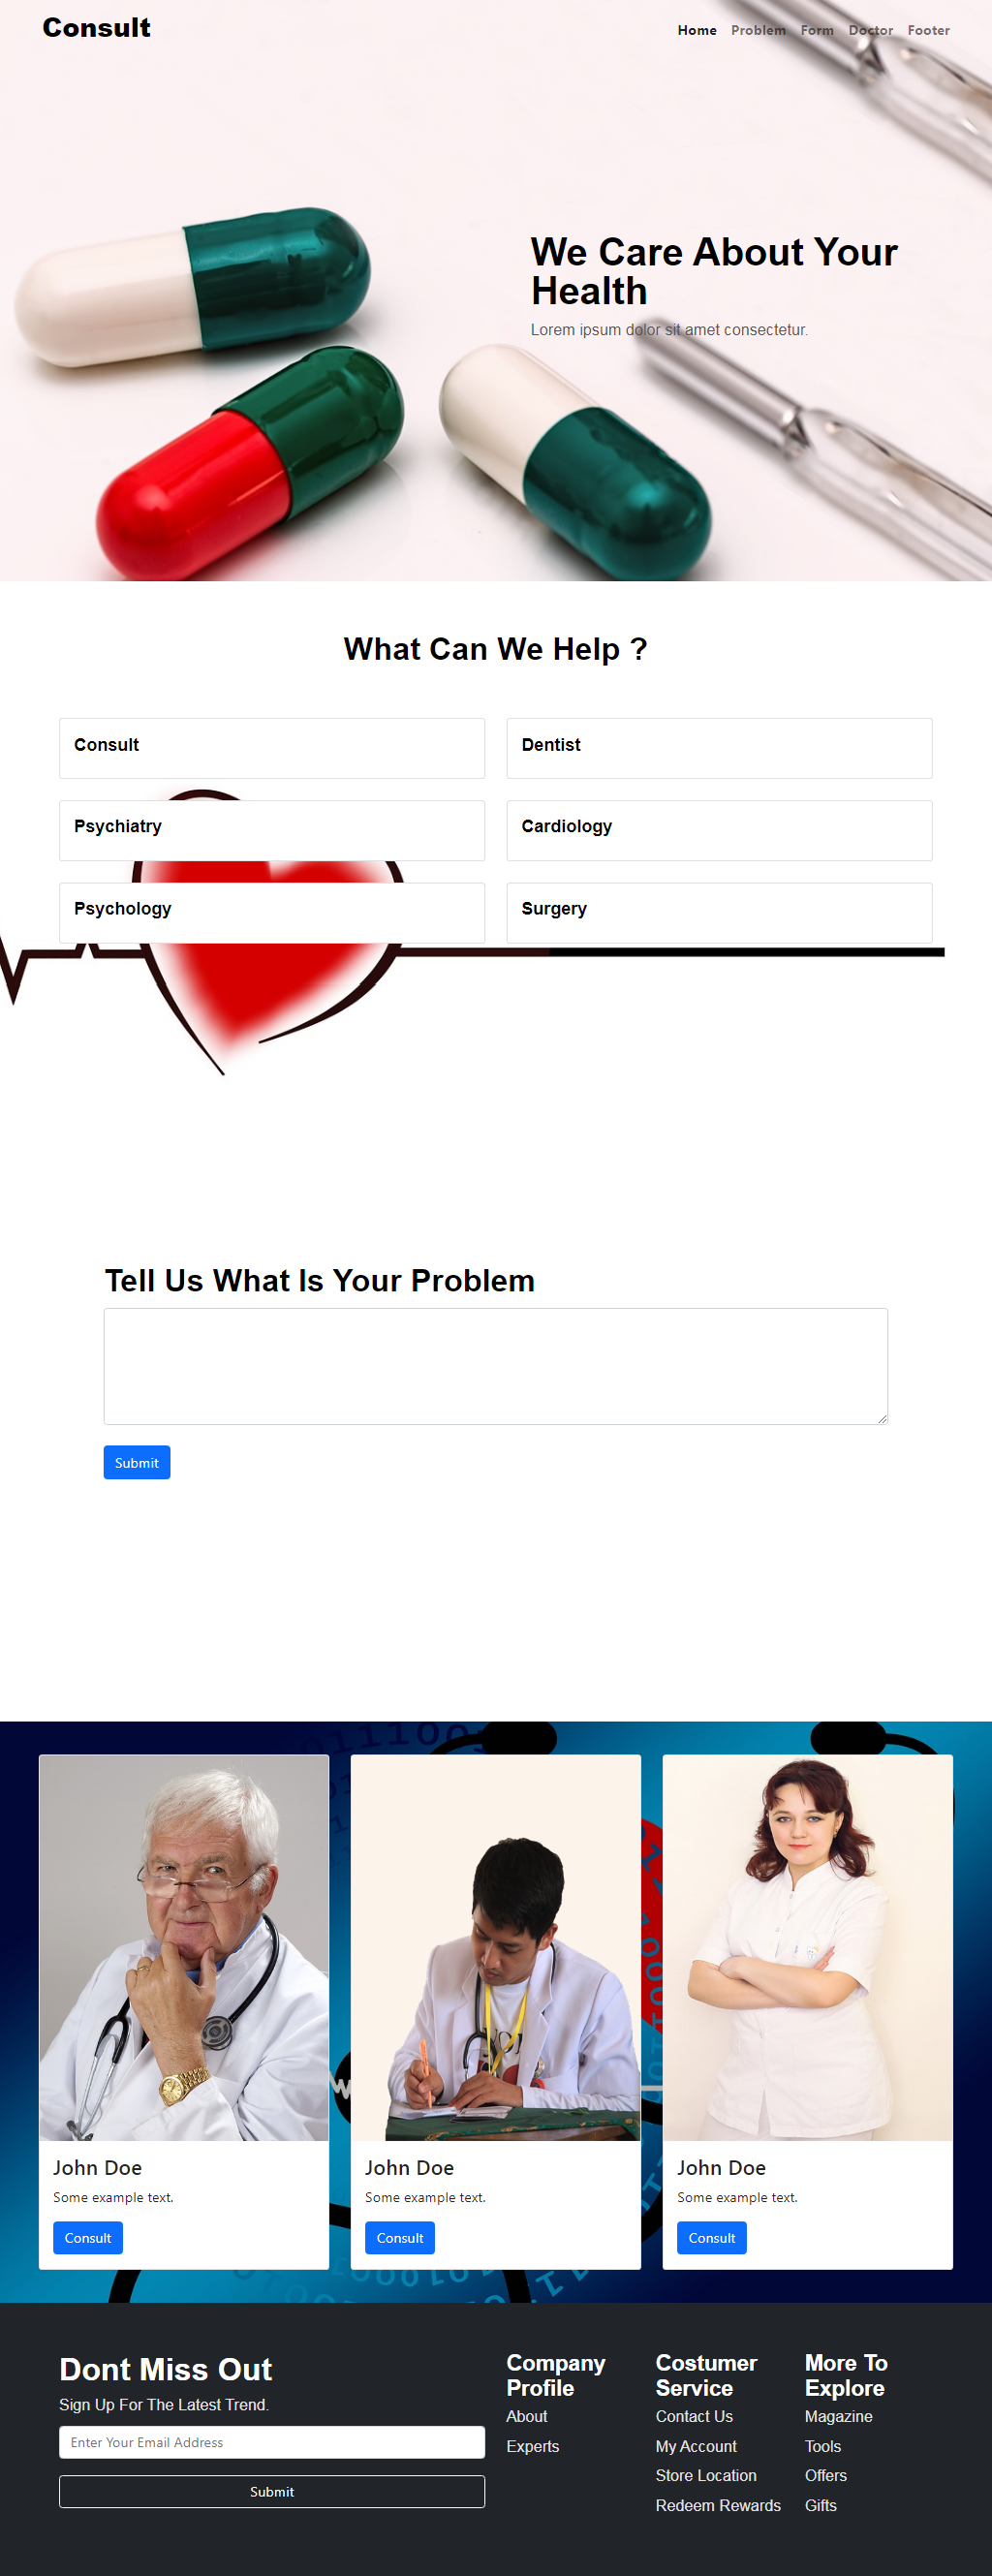 Consult
Home Problem Form Doctor Footer
We Care About Your
Health
Lorem ipsum dolor sit amet consectetur.
What Can We Help ?
Consult
Dentist
Psychiatry
Cardiology
Psychology
Surgery
Tell Us What Is Your Problem
Submit
John Doe
Some example text.
Consult
John Doe
Some example text.
Consult
John Doe
Some example text.
Consult
Dont Miss Out
Sign Up For The Latest Trend.
Enter Your Email Address
Submit
Company
Profile
About
Experts
Costumer
Service
Contact Us
My Account
Store Location
Redeem Rewards
More To
Explore
Magazine
Tools
Offers
Gifts